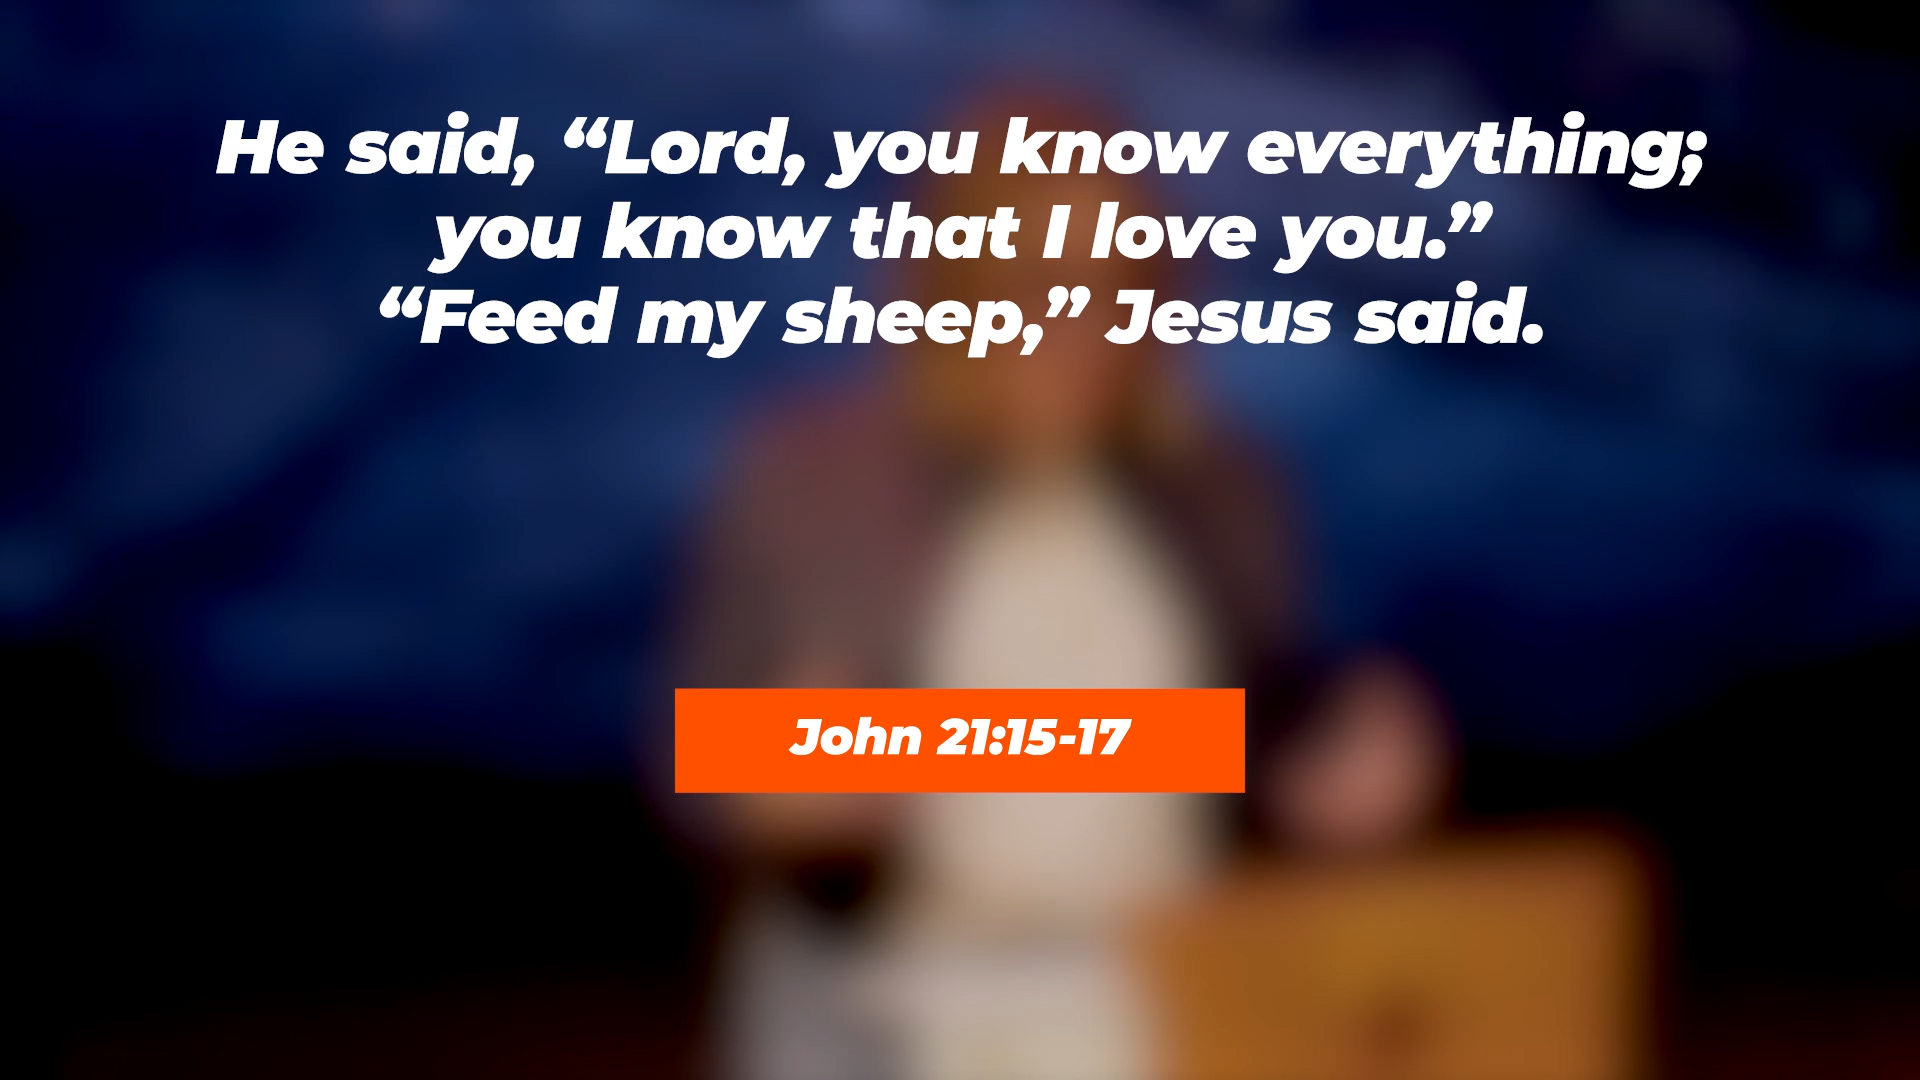 He said, “Lord, you know everything;
you know that I love you.”
“Feed my sheep,” Jesus said.
John 21:15-17